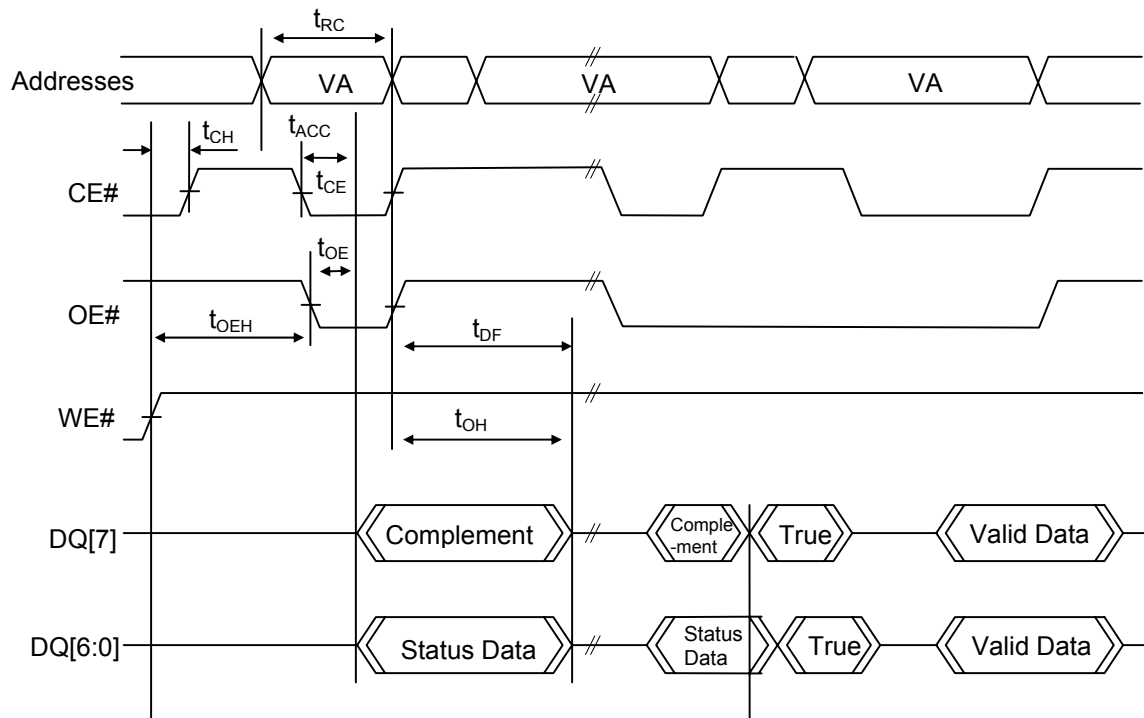 tRC
Addresses VA VA VA
tCH
tACC
CE# tCE
tOE
OE#
tOEH
tDF
WE#
tOH
DQ[7] Complement Comple
-ment True Valid Data
DQ[6:0] Status Data Status
Data True Valid Data